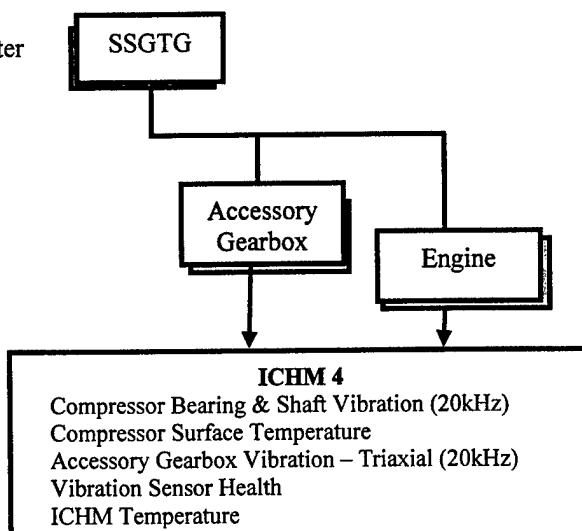 ter
SSGTG
Accessory
Gearbox
Engine
ICHM 4
Compressor Bearing & Shaft Vibration (20kHz)
Compressor Surface Temperature
Accessory Gearbox Vibration – Triaxial (20kHz)
Vibration Sensor Health
ICHM Temperature